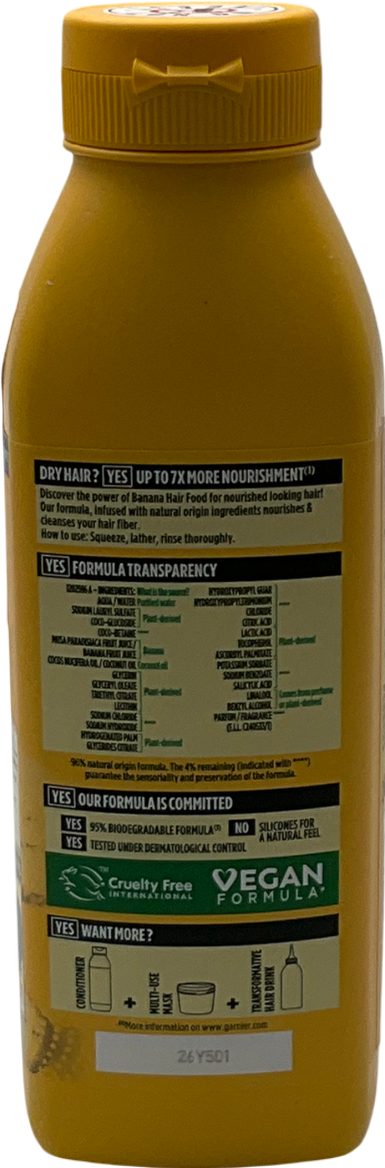 DRY HAIR? YES UP TO 7X MORE NOURISHMENT(1)
Discover the power of Banana Hair Food for nourished looking hair!
Our formula, infused with natural origin ingredients nourishes &
cleanses your hair fiber.
How to use: Squeeze, lather, rinse thoroughly.
YES FORMULA TRANSPARENCY
1262596 A - INGREDIENTS: What is the source?
AQUA / WATER Purified water
SODIUM LAURYL SULFATE
COCO-GLUCOSIDE Plant-derived
COCO-BETAINE
MUSA PARADISIACA FRUIT JUICE /
BANANA FRUIT JUICE Banana
COCOS NUCIFERA OIL / COCONUT OIL Coconut oil
GLYCERIN
GLYCERYL OLEATE
TRIETHYL CITRATE Plant-derived
LECITHIN
SODIUM CHLORIDE
SODIUM HYDROXIDE
HYDROGENATED PALM
GLYCERIDES CITRATE Plant-derived
HYDROXYPROPYL GUAR
HYDROXYPROPYLTRIMONIUM
CHLORIDE
CITRIC ACID
LACTIC ACID
TOCOPHEROL Plant-derived
ASCORBYL PALMITATE
POTASSIUM SORBATE
SODIUM BENZOATE
SALICYLIC ACID
LINALOOL Comes from perfume
BENZYL ALCOHOL or plant-derived
PARFUM / FRAGRANCE
96% natural origin formula. The 4% remaining (indicated with ****)
guarantee the sensoriality and preservation of the formula.
YES OUR FORMULA IS COMMITTED
YES 95% BIODEGRADABLE FORMULA
YES TESTED UNDER DERMATOLOGICAL CONTROL
NO SILICONES FOR
A NATURAL FEEL
Cruelty Free
INTERNATIONAL
VEGAN
FORMULA*
YES WANT MORE?
CONDITIONER
+
MULTI-USE
MASK
+
TRANSFORMATIVE
HAIR DRINK
More information on www.garnier.com
26Y501